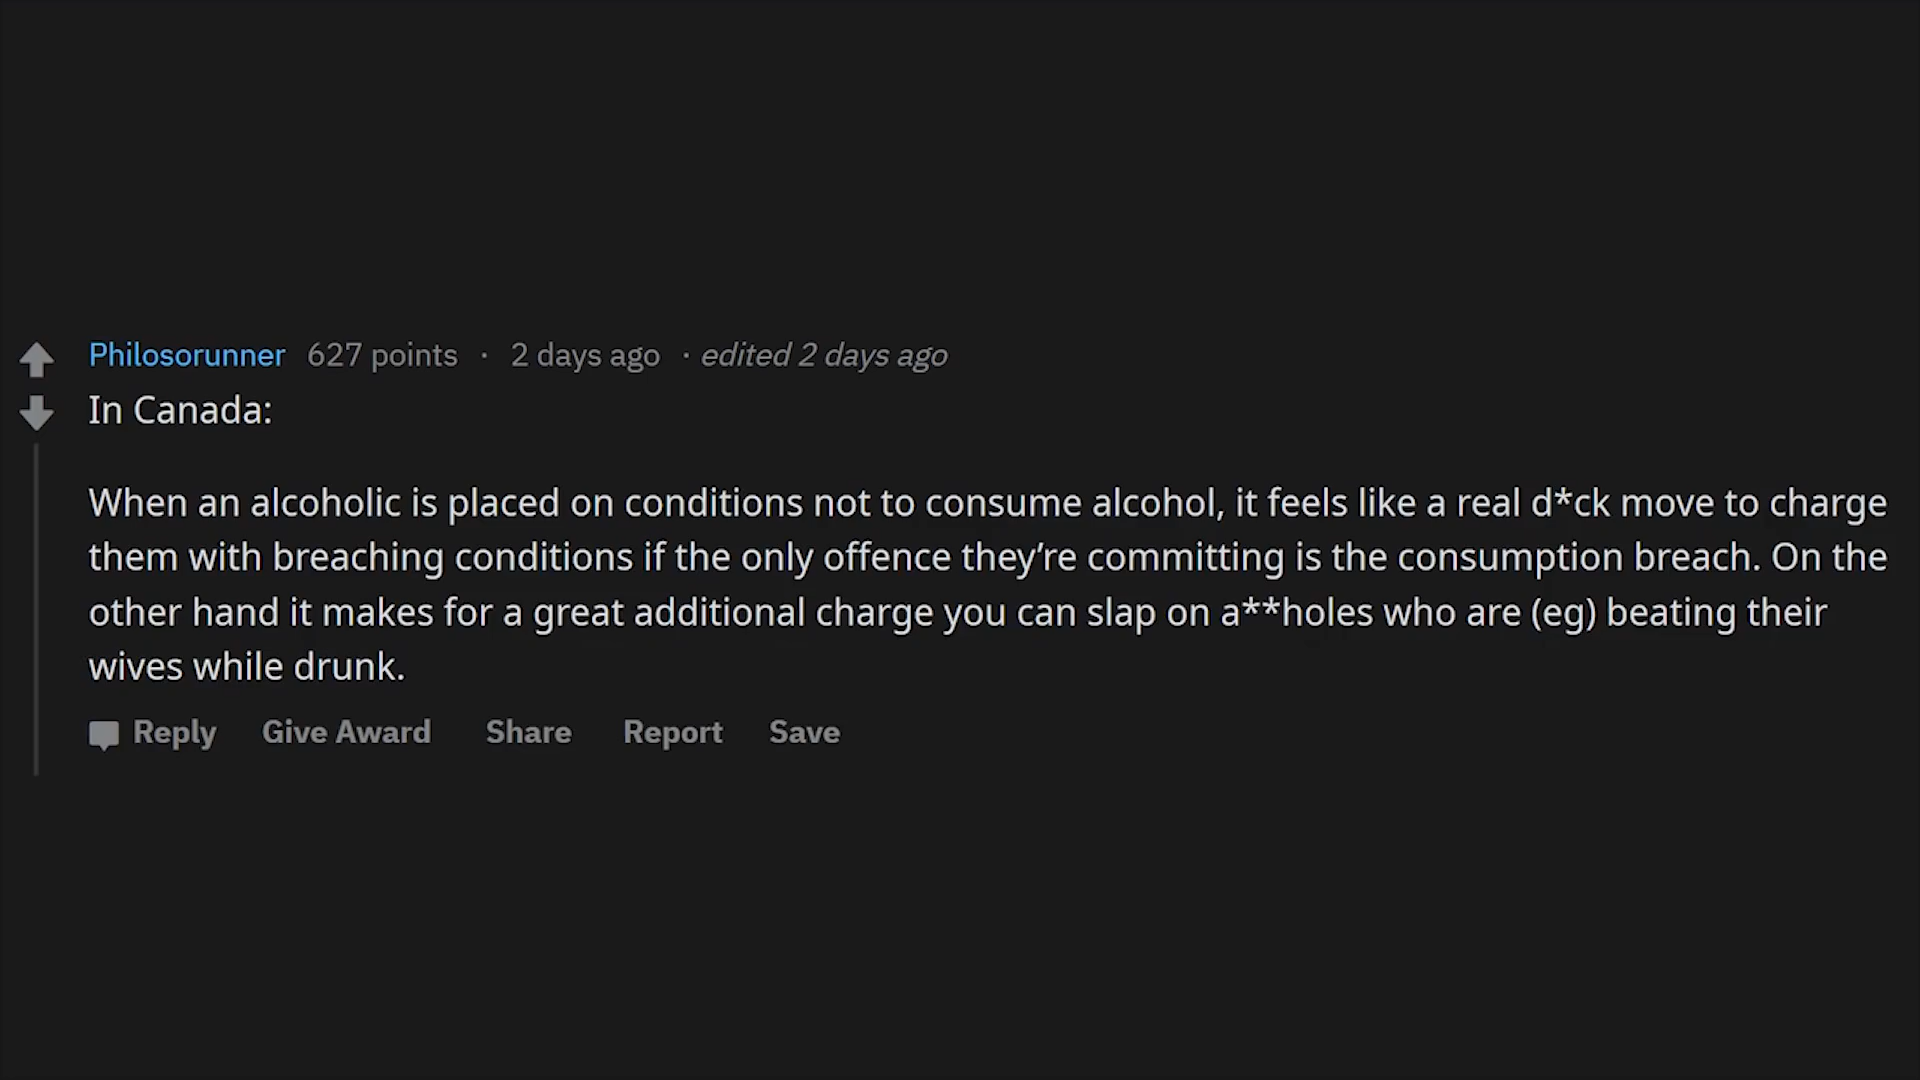 Philosorunner 627 points · 2 days ago · edited 2 days ago
In Canada:
When an alcoholic is placed on conditions not to consume alcohol, it feels like a real d*ck move to charge
them with breaching conditions if the only offence they’re committing is the consumption breach. On the
other hand it makes for a great additional charge you can slap on a**holes who are (eg) beating their
wives while drunk.
Reply Give Award Share Report Save